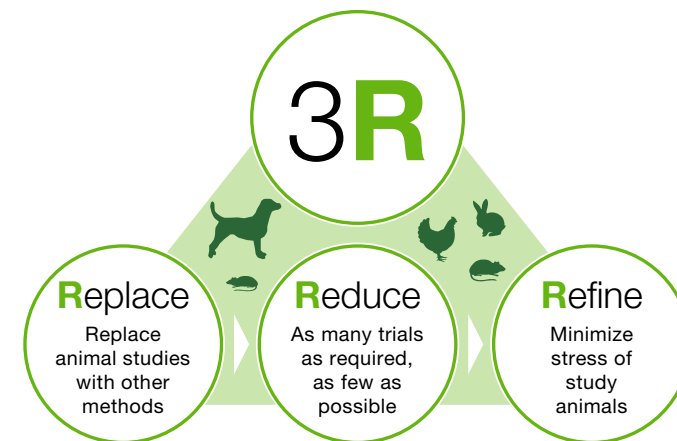 3R
Replace
Replace
animal studies
with other
methods
Reduce
As many trials
as required,
as few as
possible
Refine
Minimize
stress of
study
animals